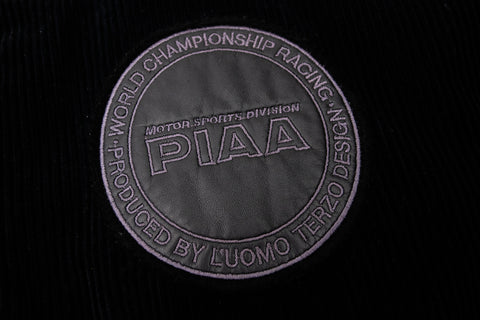 ·WORLD CHAMPIONSHIP RACING·
MOTOR SPORTS DIVISION
PIAA
PRODUCED BY L'UOMO TERZO DESIGN